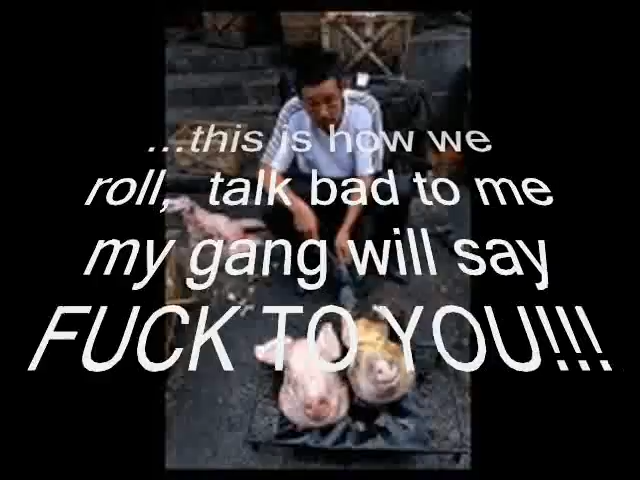 ...this is how we
roll, talk bad to me
my gang will say
FUCK TO YOU!!!